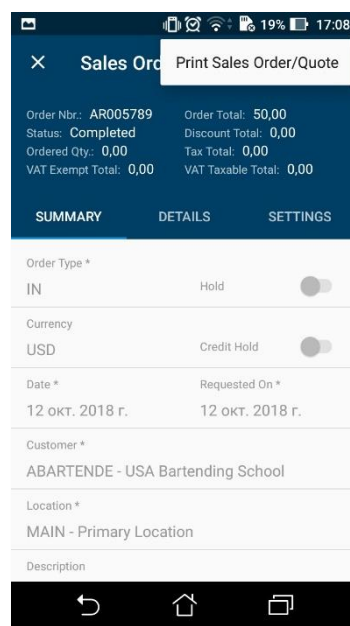 19% 17:08
Sales Ord Print Sales Order/Quote
Order Nbr.: AR005789 Order Total: 50,00
Status: Completed Discount Total: 0,00
Ordered Qty.: 0,00 Tax Total: 0,00
VAT Exempt Total: 0,00 VAT Taxable Total: 0,00
SUMMARY DETAILS SETTINGS
Order Type *
IN Hold
Currency
USD Credit Hold
Date * Requested On *
12 окт. 2018 г. 12 окт. 2018 г.
Customer *
ABARTENDE - USA Bartending School
Location *
MAIN - Primary Location
Description